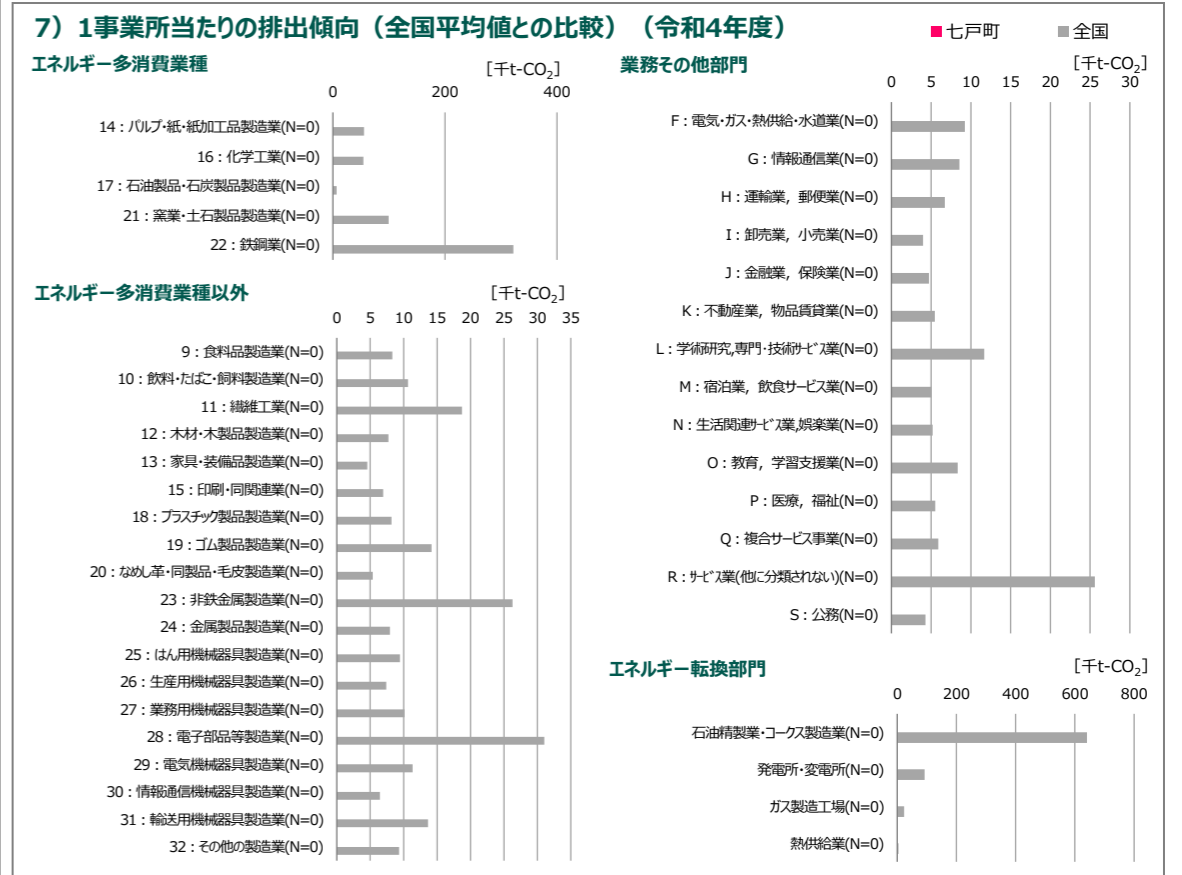 7）1事業所当たりの排出傾向（全国平均値との比較）（令和4年度）
■七戸町 ■全国
エネルギー多消費業種
[千t-CO₂]
0 200 400
14：パルプ・紙・紙加工品製造業(N=0)
16：化学工業(N=0)
17：石油製品・石炭製品製造業(N=0)
21：窯業・土石製品製造業(N=0)
22：鉄鋼業(N=0)
エネルギー多消費業種以外
[千t-CO₂]
0 5 10 15 20 25 30 35
9：食料品製造業(N=0)
10：飲料・たばこ・飼料製造業(N=0)
11：繊維工業(N=0)
12：木材・木製品製造業(N=0)
13：家具・装備品製造業(N=0)
15：印刷・同関連業(N=0)
18：プラスチック製品製造業(N=0)
19：ゴム製品製造業(N=0)
20：なめし革・同製品・毛皮製造業(N=0)
23：非鉄金属製造業(N=0)
24：金属製品製造業(N=0)
25：はん用機械器具製造業(N=0)
26：生産用機械器具製造業(N=0)
27：業務用機械器具製造業(N=0)
28：電子部品等製造業(N=0)
29：電気機械器具製造業(N=0)
30：情報通信機械器具製造業(N=0)
31：輸送用機械器具製造業(N=0)
32：その他の製造業(N=0)
業務その他部門
[千t-CO₂]
0 5 10 15 20 25 30
F：電気・ガス・熱供給・水道業(N=0)
G：情報通信業(N=0)
H：運輸業，郵便業(N=0)
I：卸売業，小売業(N=0)
J：金融業，保険業(N=0)
K：不動産業，物品賃貸業(N=0)
L：学術研究,専門・技術ｻｰﾋﾞｽ業(N=0)
M：宿泊業，飲食サービス業(N=0)
N：生活関連ｻｰﾋﾞｽ業,娯楽業(N=0)
O：教育，学習支援業(N=0)
P：医療，福祉(N=0)
Q：複合サービス事業(N=0)
R：ｻｰﾋﾞｽ業(他に分類されない)(N=0)
S：公務(N=0)
エネルギー転換部門
[千t-CO₂]
0 200 400 600 800
石油精製業・コークス製造業(N=0)
発電所・変電所(N=0)
ガス製造工場(N=0)
熱供給業(N=0)